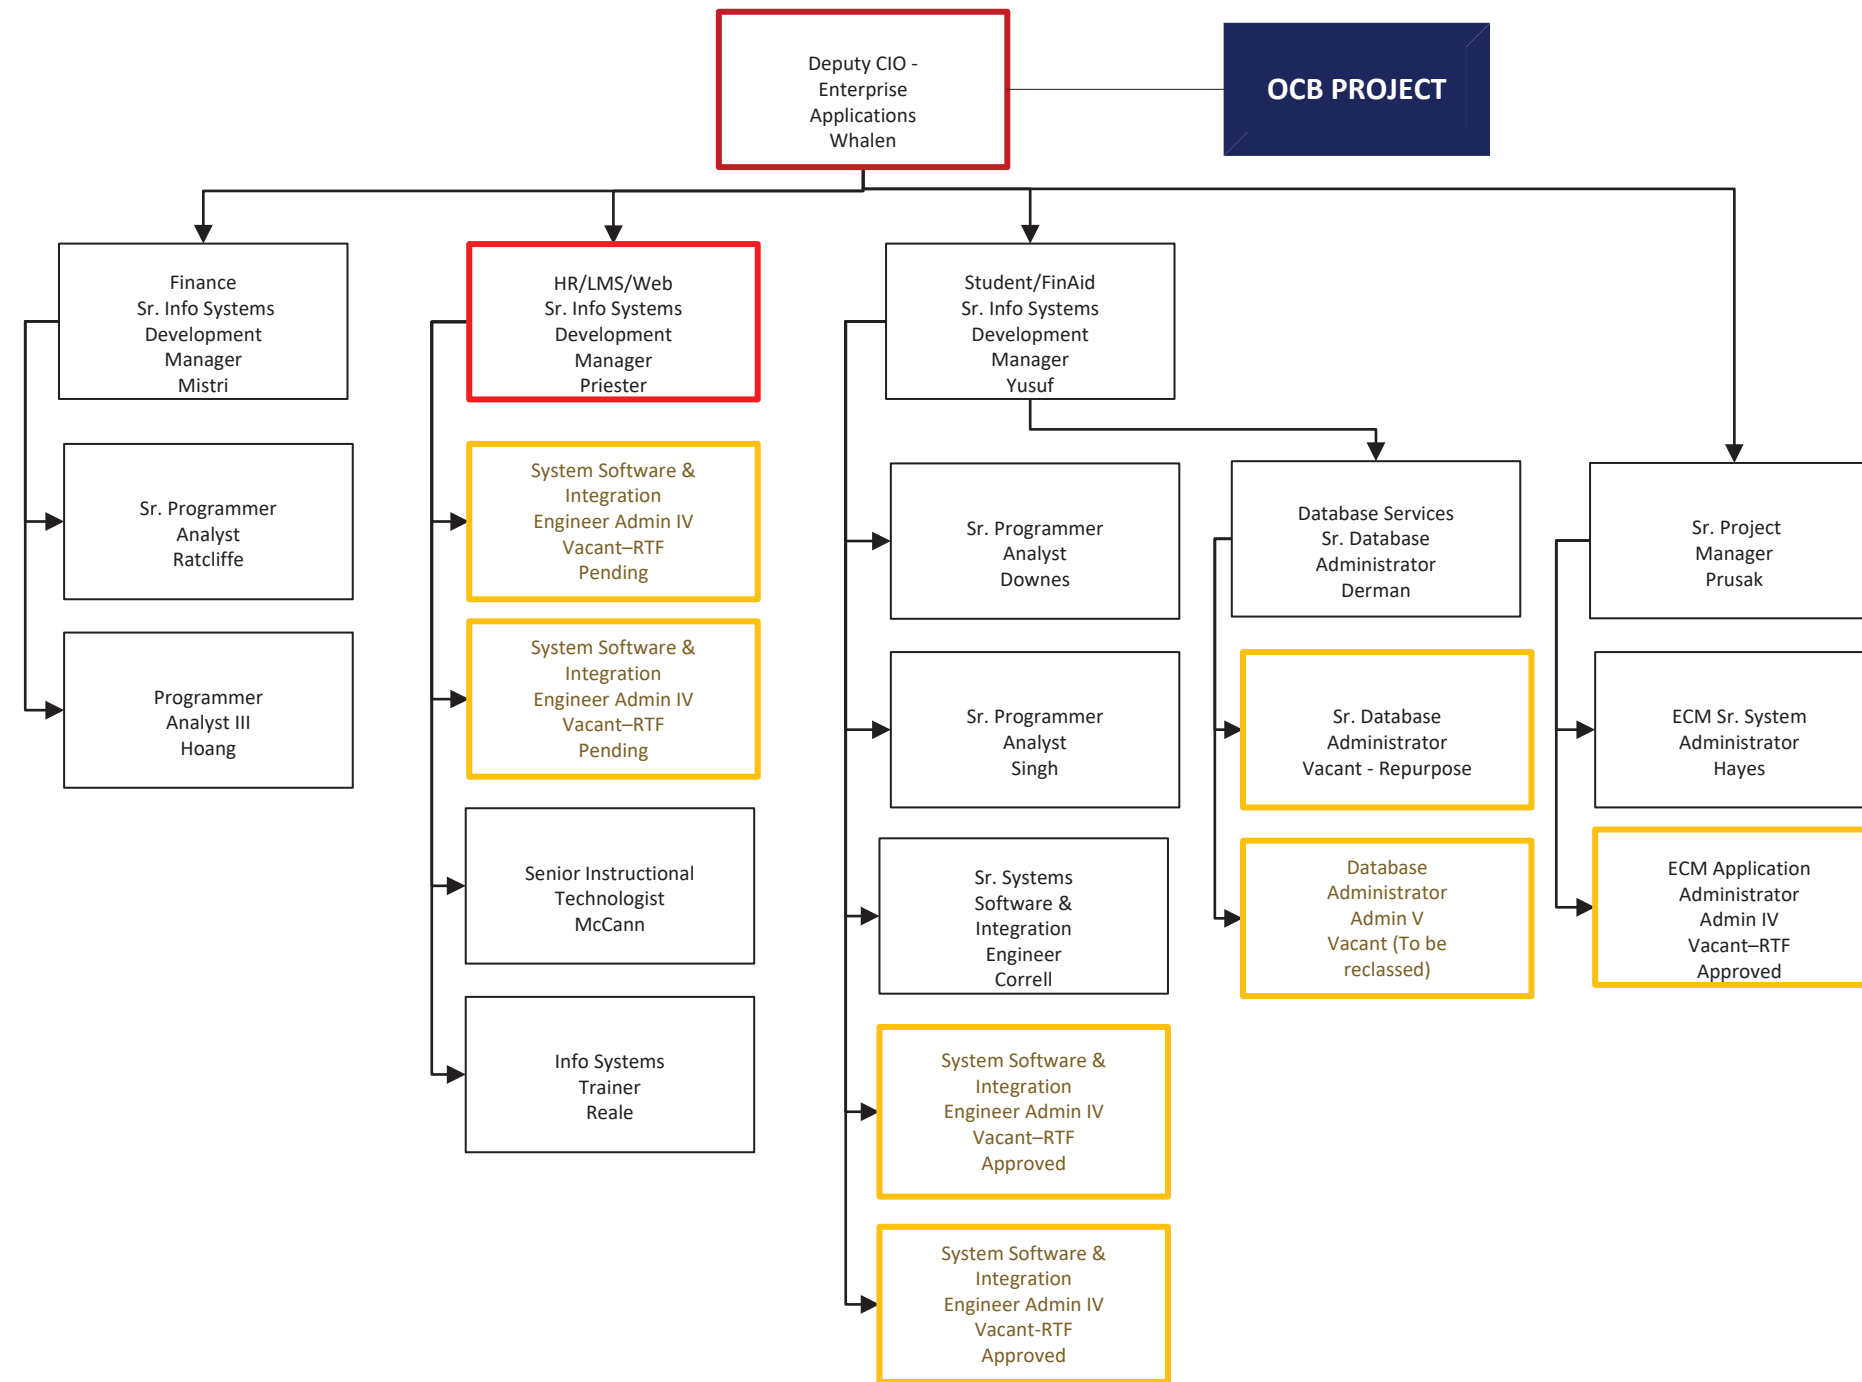 Deputy CIO -
Enterprise
Applications
Whalen
OCB PROJECT
Finance
Sr. Info Systems
Development
Manager
Mistri
HR/LMS/Web
Sr. Info Systems
Development
Manager
Priester
Student/FinAid
Sr. Info Systems
Development
Manager
Yusuf
Sr. Programmer
Analyst
Ratcliffe
Programmer
Analyst III
Hoang
System Software &
Integration
Engineer Admin IV
Vacant–RTF
Pending
System Software &
Integration
Engineer Admin IV
Vacant–RTF
Pending
Senior Instructional
Technologist
McCann
Info Systems
Trainer
Reale
Sr. Programmer
Analyst
Downes
Sr. Programmer
Analyst
Singh
Sr. Systems
Software &
Integration
Engineer
Correll
System Software &
Integration
Engineer Admin IV
Vacant–RTF
Approved
System Software &
Integration
Engineer Admin IV
Vacant-RTF
Approved
Database Services
Sr. Database
Administrator
Derman
Sr. Database
Administrator
Vacant - Repurpose
Database
Administrator
Admin V
Vacant (To be
reclassed)
Sr. Project
Manager
Prusak
ECM Sr. System
Administrator
Hayes
ECM Application
Administrator
Admin IV
Vacant–RTF
Approved